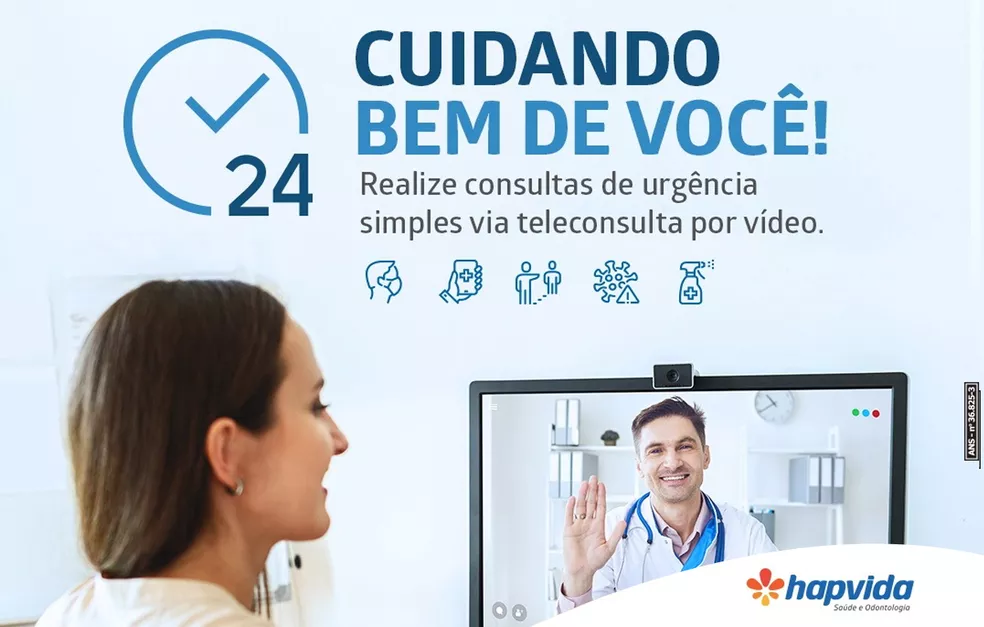 CUIDANDO
BEM DE VOCÊ!
24
Realize consultas de urgência
simples via teleconsulta por vídeo.
ANS - nº 36.825-3
hapvida
Saúde e Odontologia